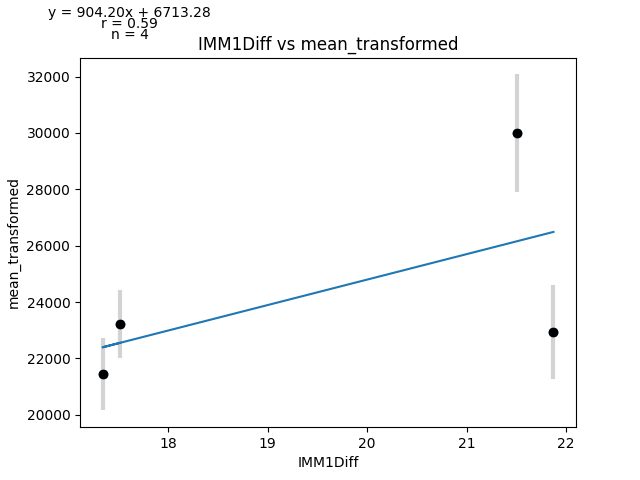 y = 904.20x + 6713.28
r = 0.59
n = 4
IMM1Diff vs mean_transformed
32000
30000
28000
26000
24000
22000
20000
mean_transformed
18
19
20
21
22
IMM1Diff